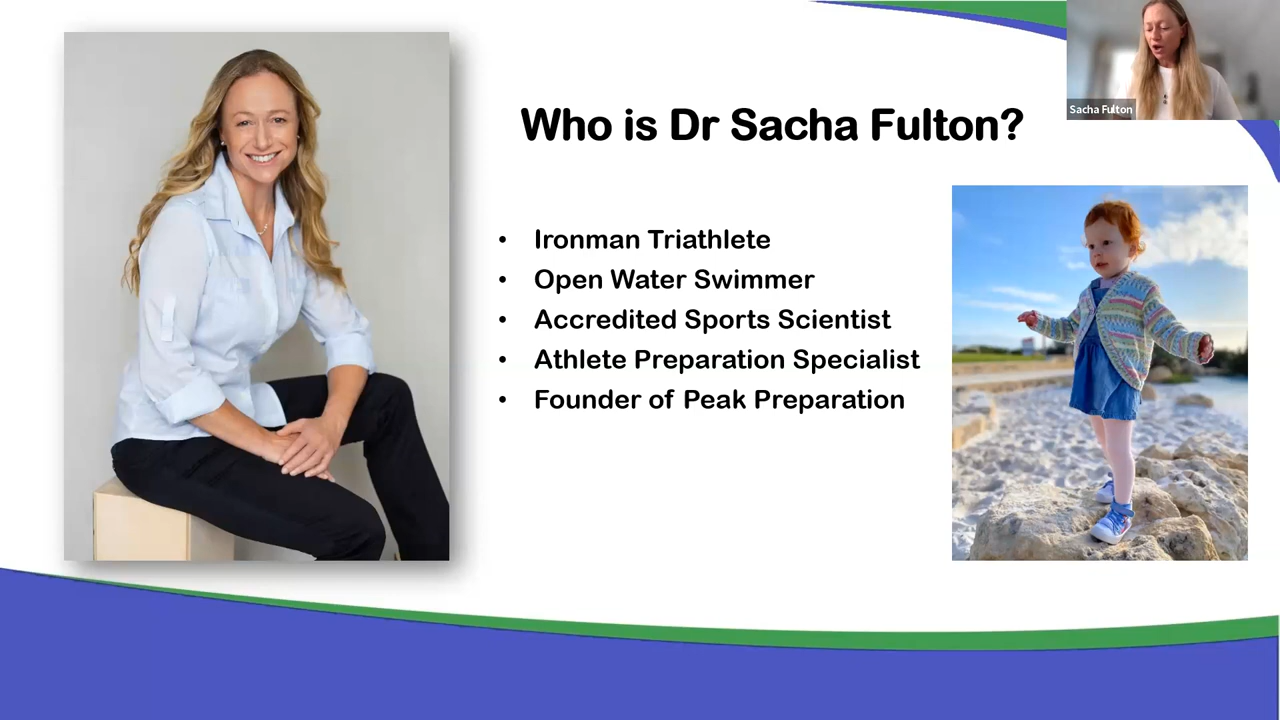 Sacha Fulton
Who is Dr Sacha Fulton?
• Ironman Triathlete
• Open Water Swimmer
• Accredited Sports Scientist
• Athlete Preparation Specialist
• Founder of Peak Preparation